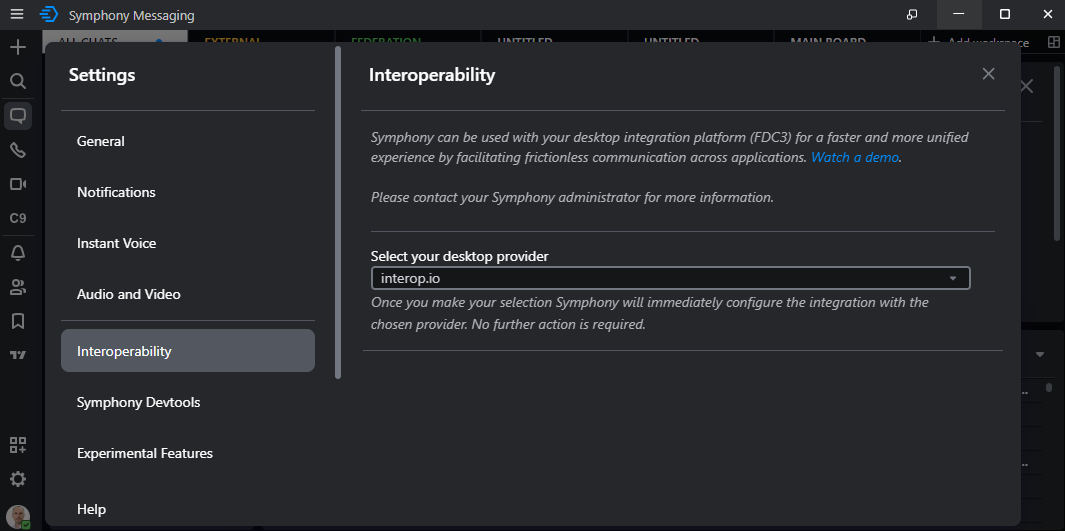 Symphony Messaging
ALL CHATS
EXTERNAL
FEDERATION
UNTITLED
UNTITLED
MAIN BOARD
Add workspace
Settings
General
Notifications
Instant Voice
Audio and Video
Interoperability
Symphony Devtools
Experimental Features
Help
C9
Interoperability
Symphony can be used with your desktop integration platform (FDC3) for a faster and more unified
experience by facilitating frictionless communication across applications. Watch a demo.
Please contact your Symphony administrator for more information.
Select your desktop provider
interop.io
Once you make your selection Symphony will immediately configure the integration with the
chosen provider. No further action is required.